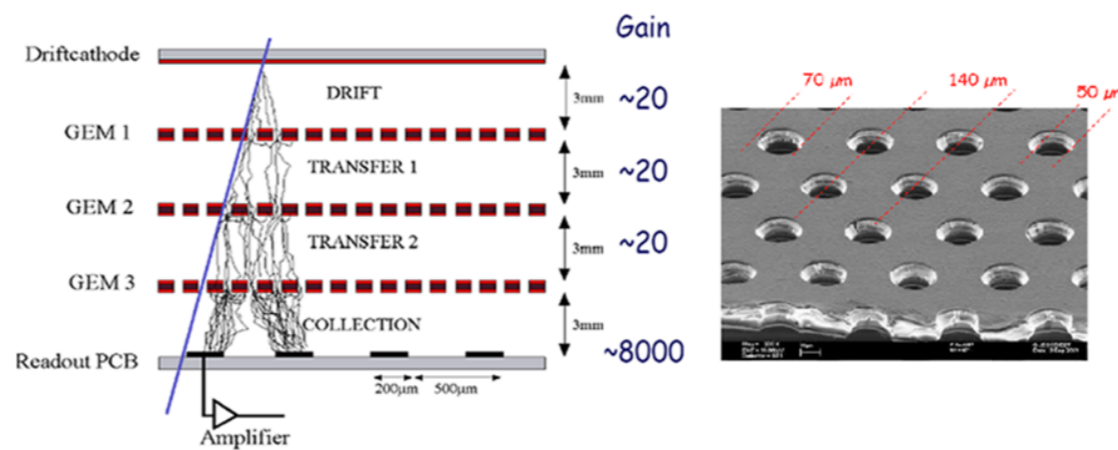 Gain
Driftcathode
DRIFT
3mm
~20
GEM 1
TRANSFER 1
3mm
~20
GEM 2
TRANSFER 2
3mm
~20
GEM 3
COLLECTION
3mm
Readout PCB
~8000
200µm
500µm
Amplifier
70 µm
140 µm
50 µm